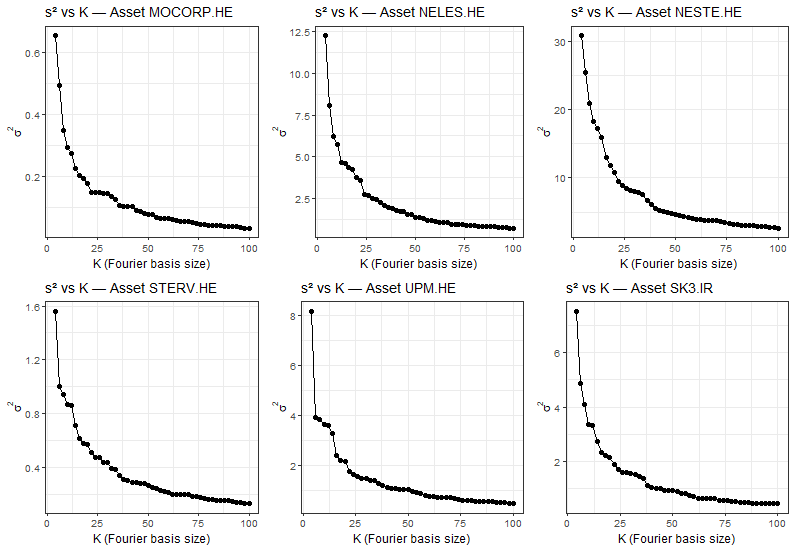 s² vs K — Asset MOCORP.HE
0.6
0.4
0.2
σ²
0 25 50 75 100
K (Fourier basis size)
s² vs K — Asset NELES.HE
12.5
10.0
7.5
5.0
2.5
σ²
0 25 50 75 100
K (Fourier basis size)
s² vs K — Asset NESTE.HE
30
20
10
σ²
0 25 50 75 100
K (Fourier basis size)
s² vs K — Asset STERV.HE
1.6
1.2
0.8
0.4
σ²
0 25 50 75 100
K (Fourier basis size)
s² vs K — Asset UPM.HE
8
6
4
2
σ²
0 25 50 75 100
K (Fourier basis size)
s² vs K — Asset SK3.IR
6
4
2
σ²
0 25 50 75 100
K (Fourier basis size)